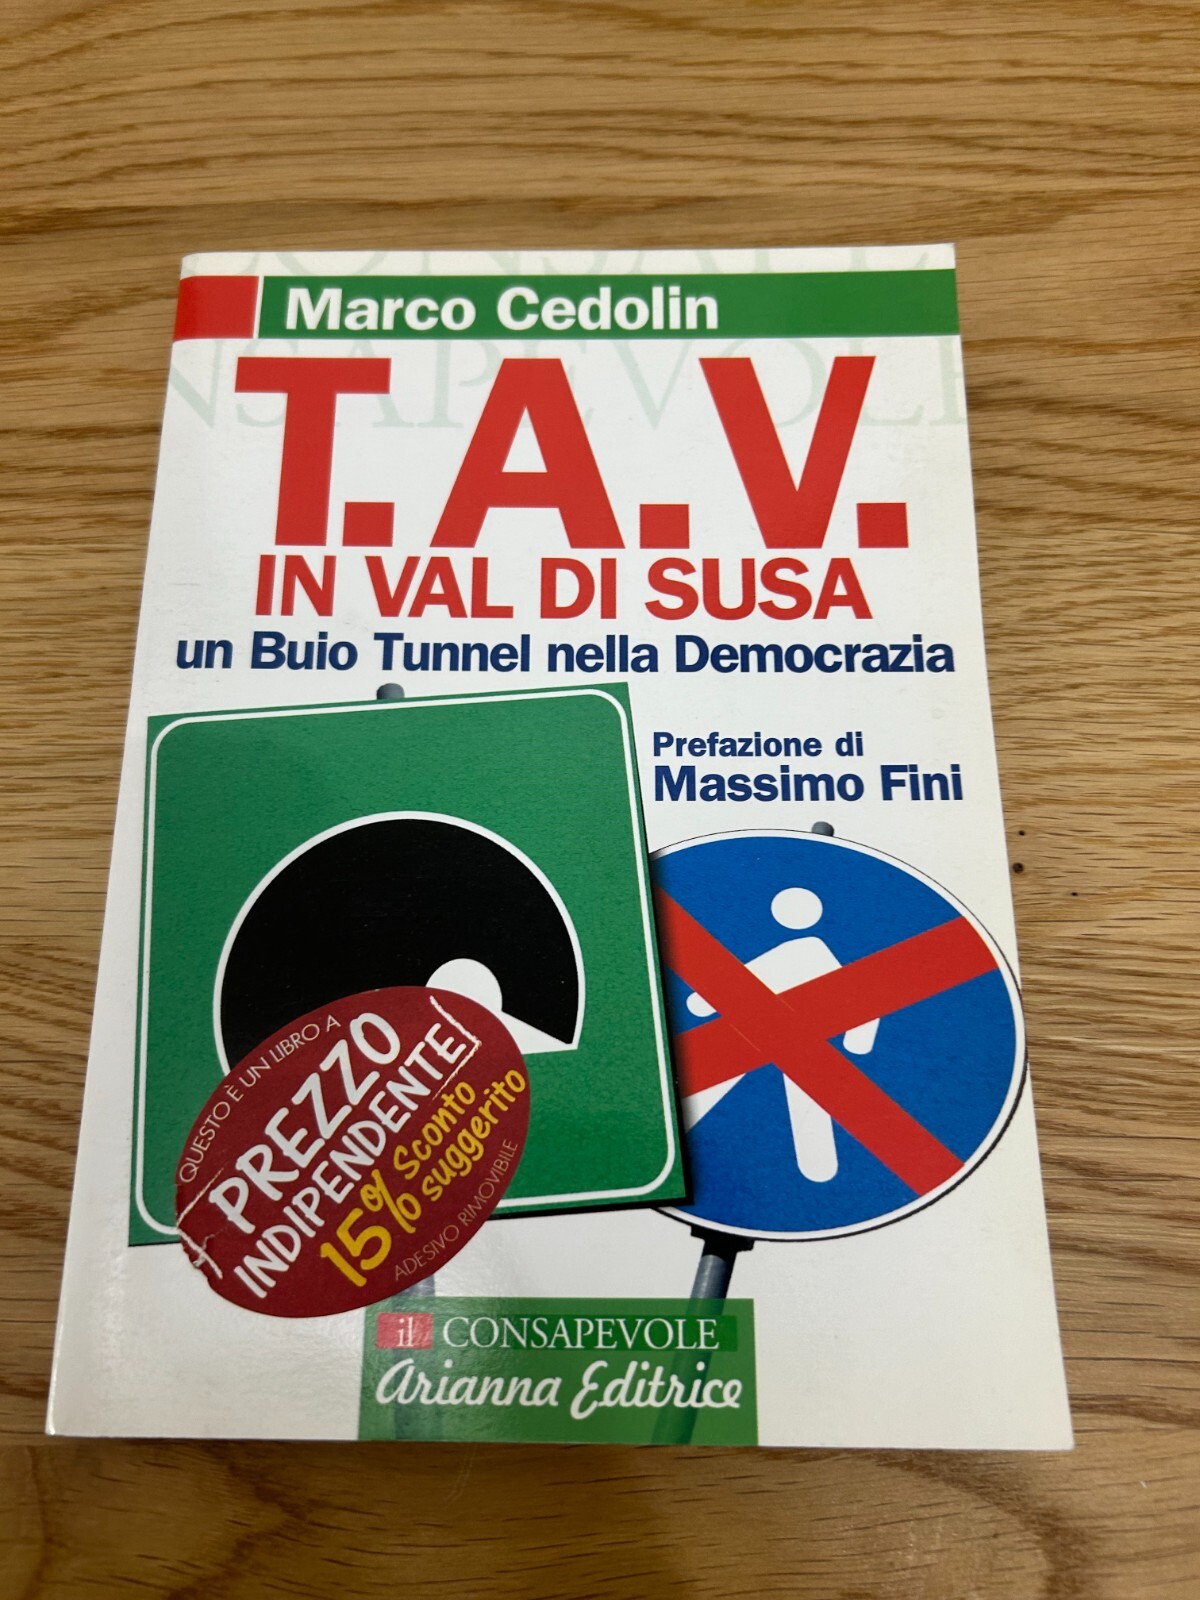 Marco Cedolin
T.A.V.
IN VAL DI SUSA
un Buio Tunnel nella Democrazia
Prefazione di
Massimo Fini
QUESTO È UN LIBRO A
PREZZO
INDIPENDENTE
15% Sconto
suggerito
ADESIVO RIMOVIBILE
il CONSAPEVOLE
Arianna Editrice